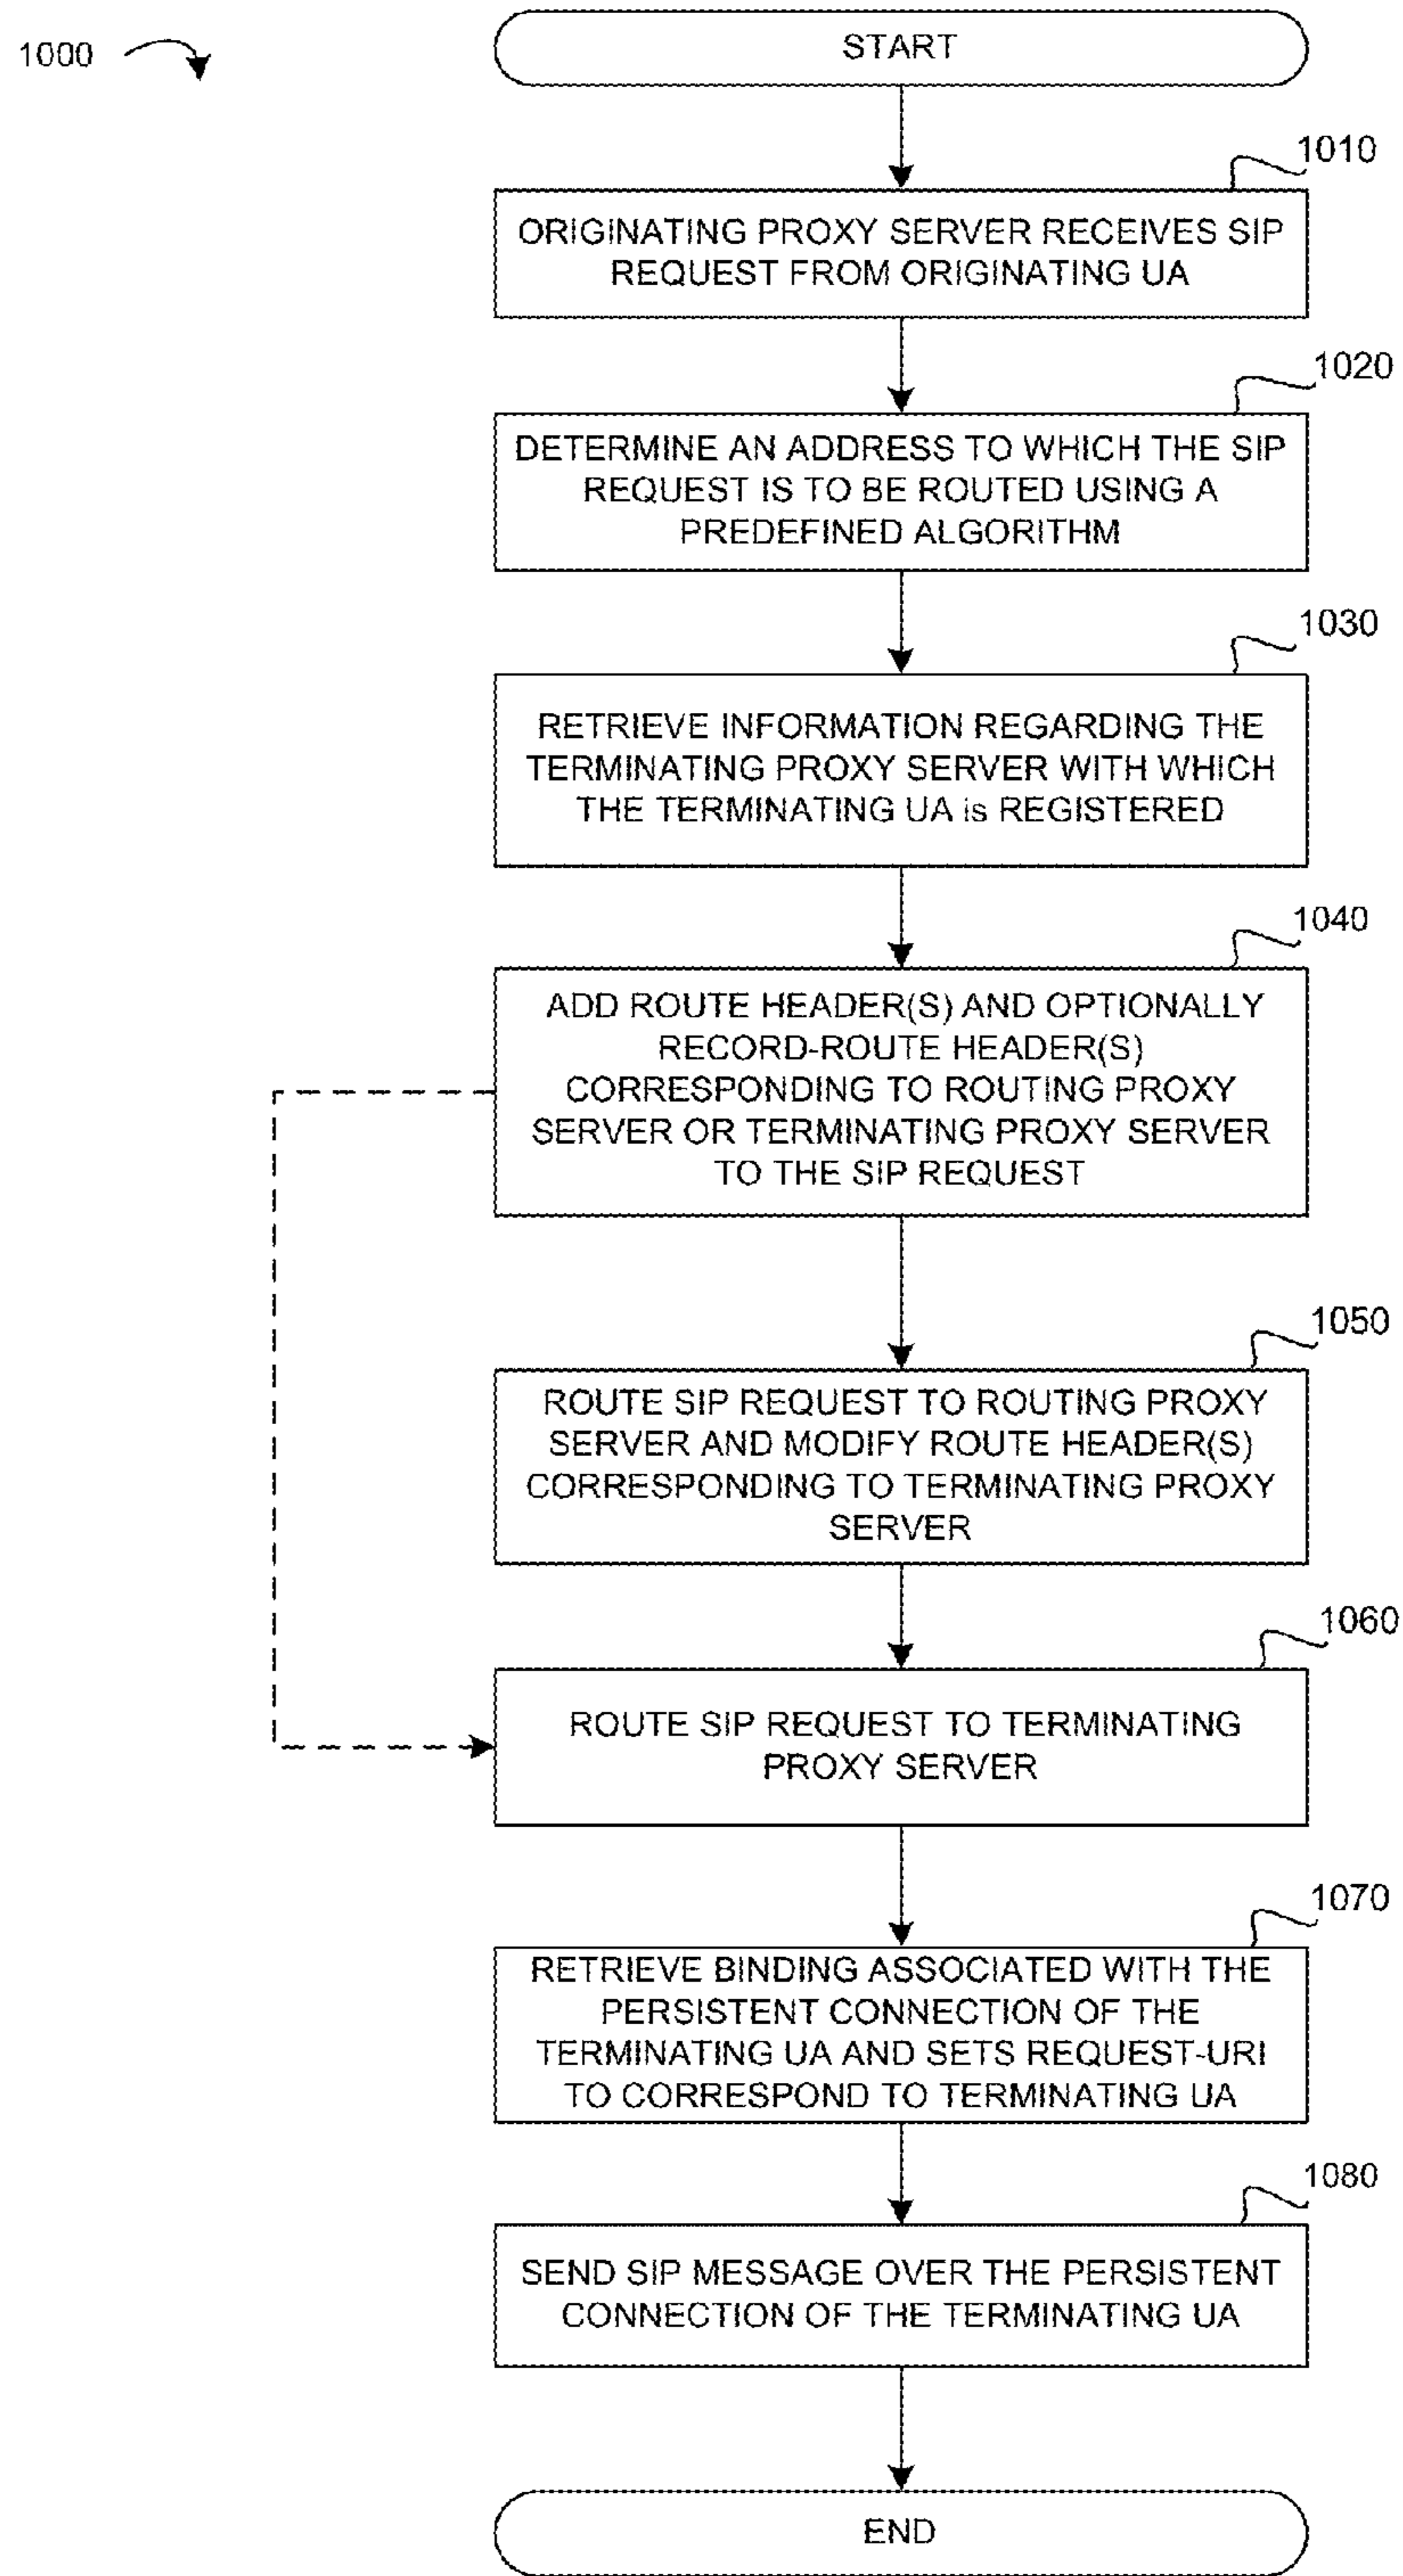 1000
START
1010
ORIGINATING PROXY SERVER RECEIVES SIP
REQUEST FROM ORIGINATING UA
1020
DETERMINE AN ADDRESS TO WHICH THE SIP
REQUEST IS TO BE ROUTED USING A
PREDEFINED ALGORITHM
1030
RETRIEVE INFORMATION REGARDING THE
TERMINATING PROXY SERVER WITH WHICH
THE TERMINATING UA is REGISTERED
1040
ADD ROUTE HEADER(S) AND OPTIONALLY
RECORD-ROUTE HEADER(S)
CORRESPONDING TO ROUTING PROXY
SERVER OR TERMINATING PROXY SERVER
TO THE SIP REQUEST
1050
ROUTE SIP REQUEST TO ROUTING PROXY
SERVER AND MODIFY ROUTE HEADER(S)
CORRESPONDING TO TERMINATING PROXY
SERVER
1060
ROUTE SIP REQUEST TO TERMINATING
PROXY SERVER
1070
RETRIEVE BINDING ASSOCIATED WITH THE
PERSISTENT CONNECTION OF THE
TERMINATING UA AND SETS REQUEST-URI
TO CORRESPOND TO TERMINATING UA
1080
SEND SIP MESSAGE OVER THE PERSISTENT
CONNECTION OF THE TERMINATING UA
END